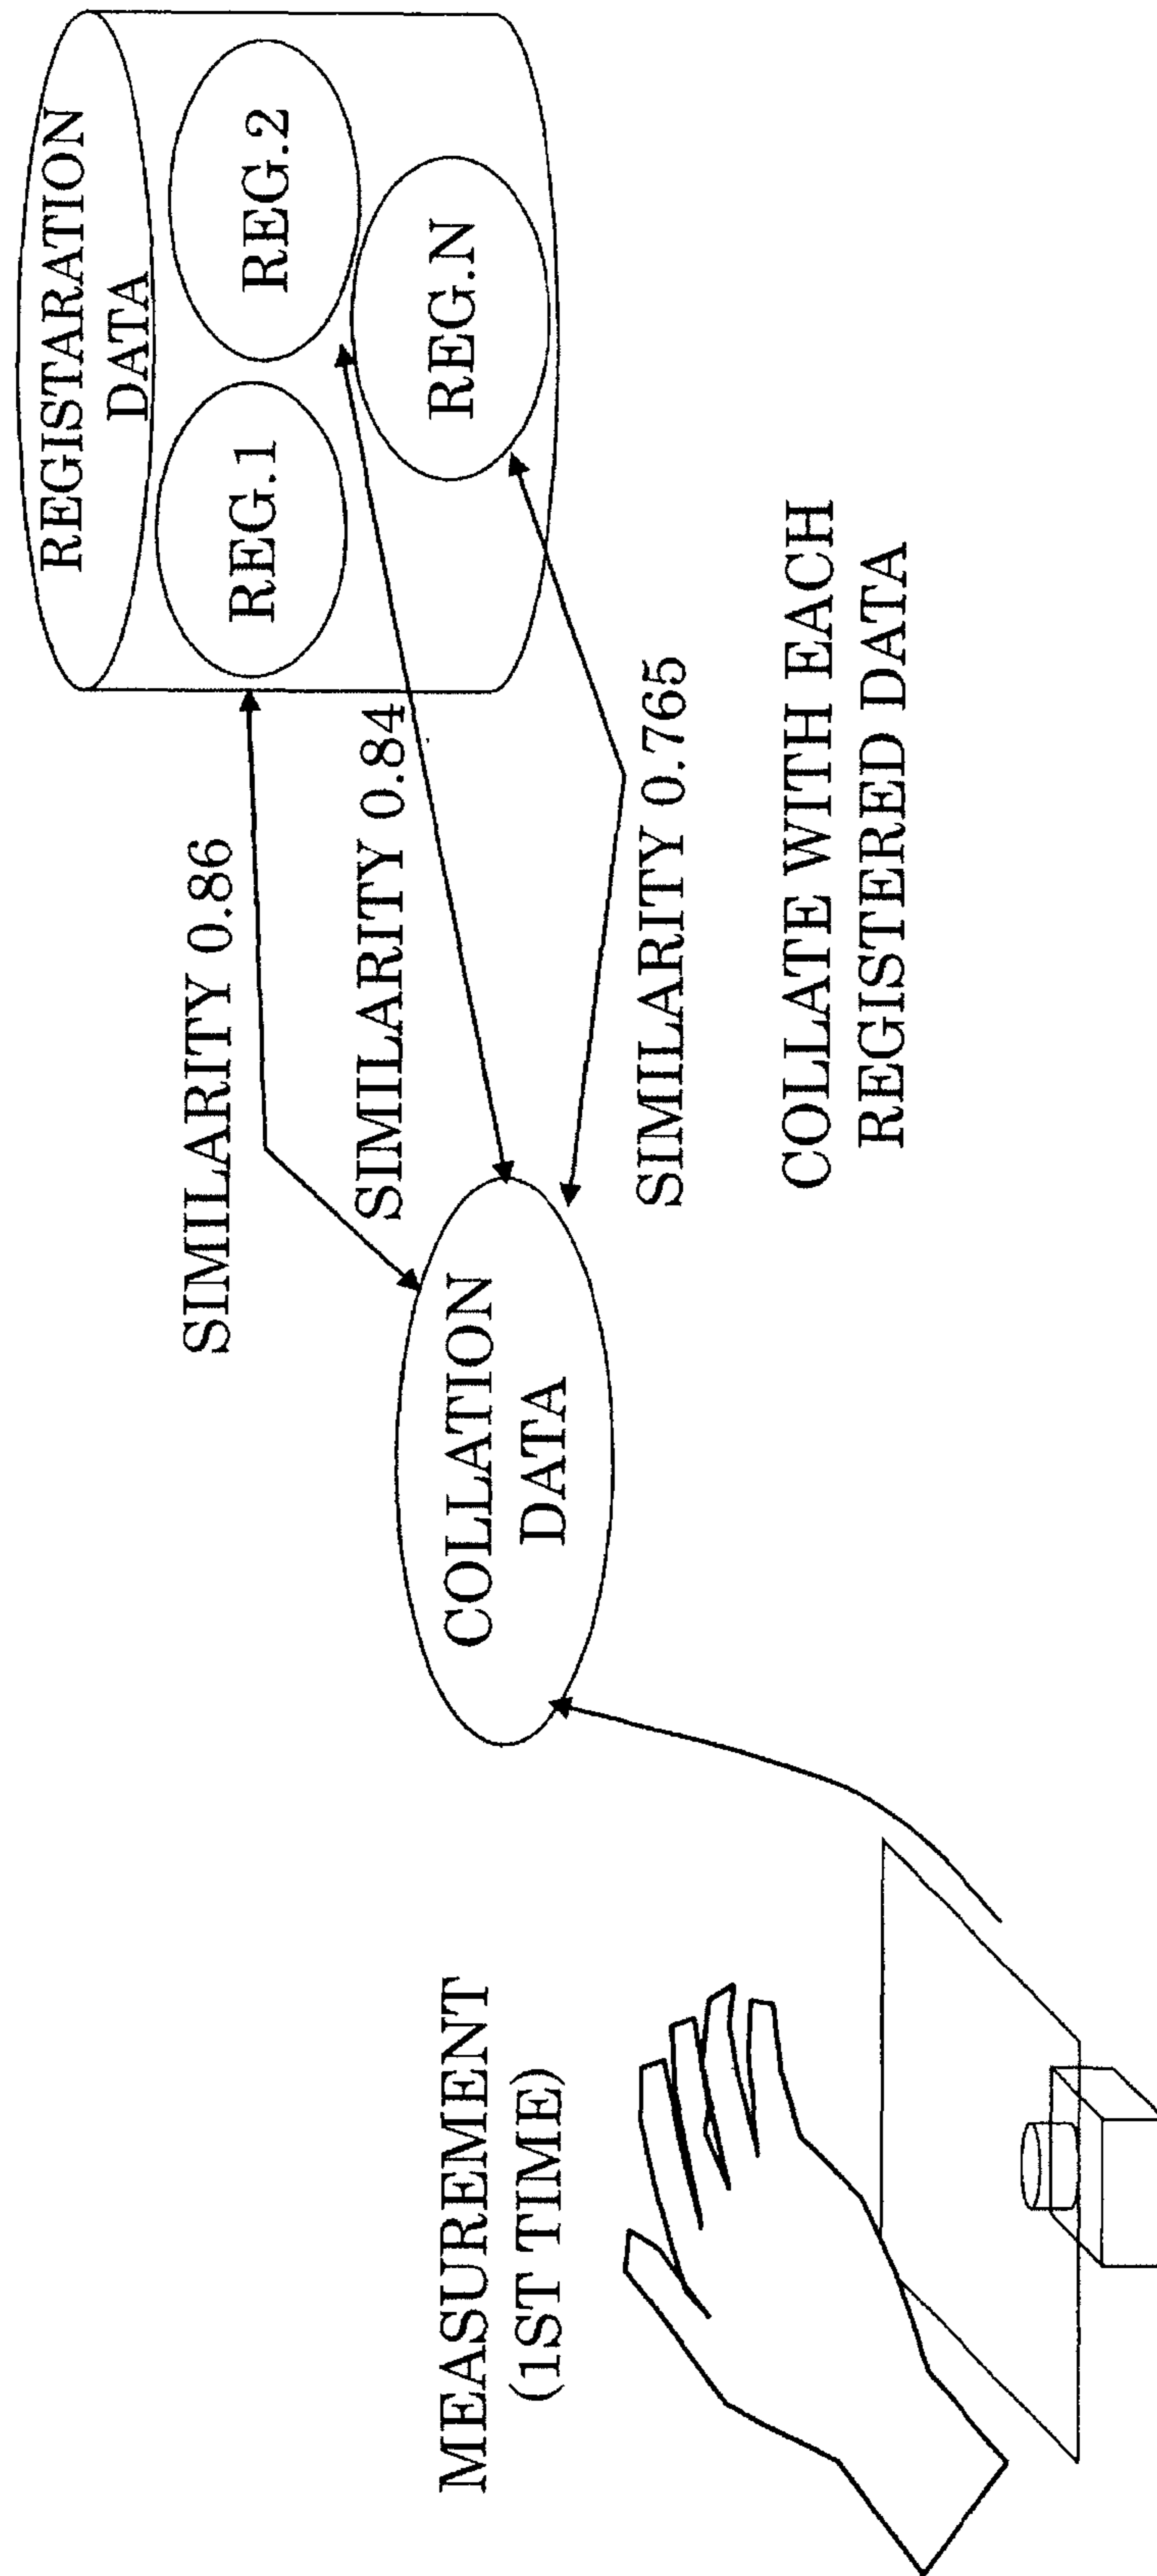 MEASUREMENT
(1ST TIME)
COLLATION
DATA
SIMILARITY 0.86
SIMILARITY 0.84
SIMILARITY 0.765
REGISTARATION
DATA
REG.1
REG.2
REG.N
COLLATE WITH EACH
REGISTERED DATA